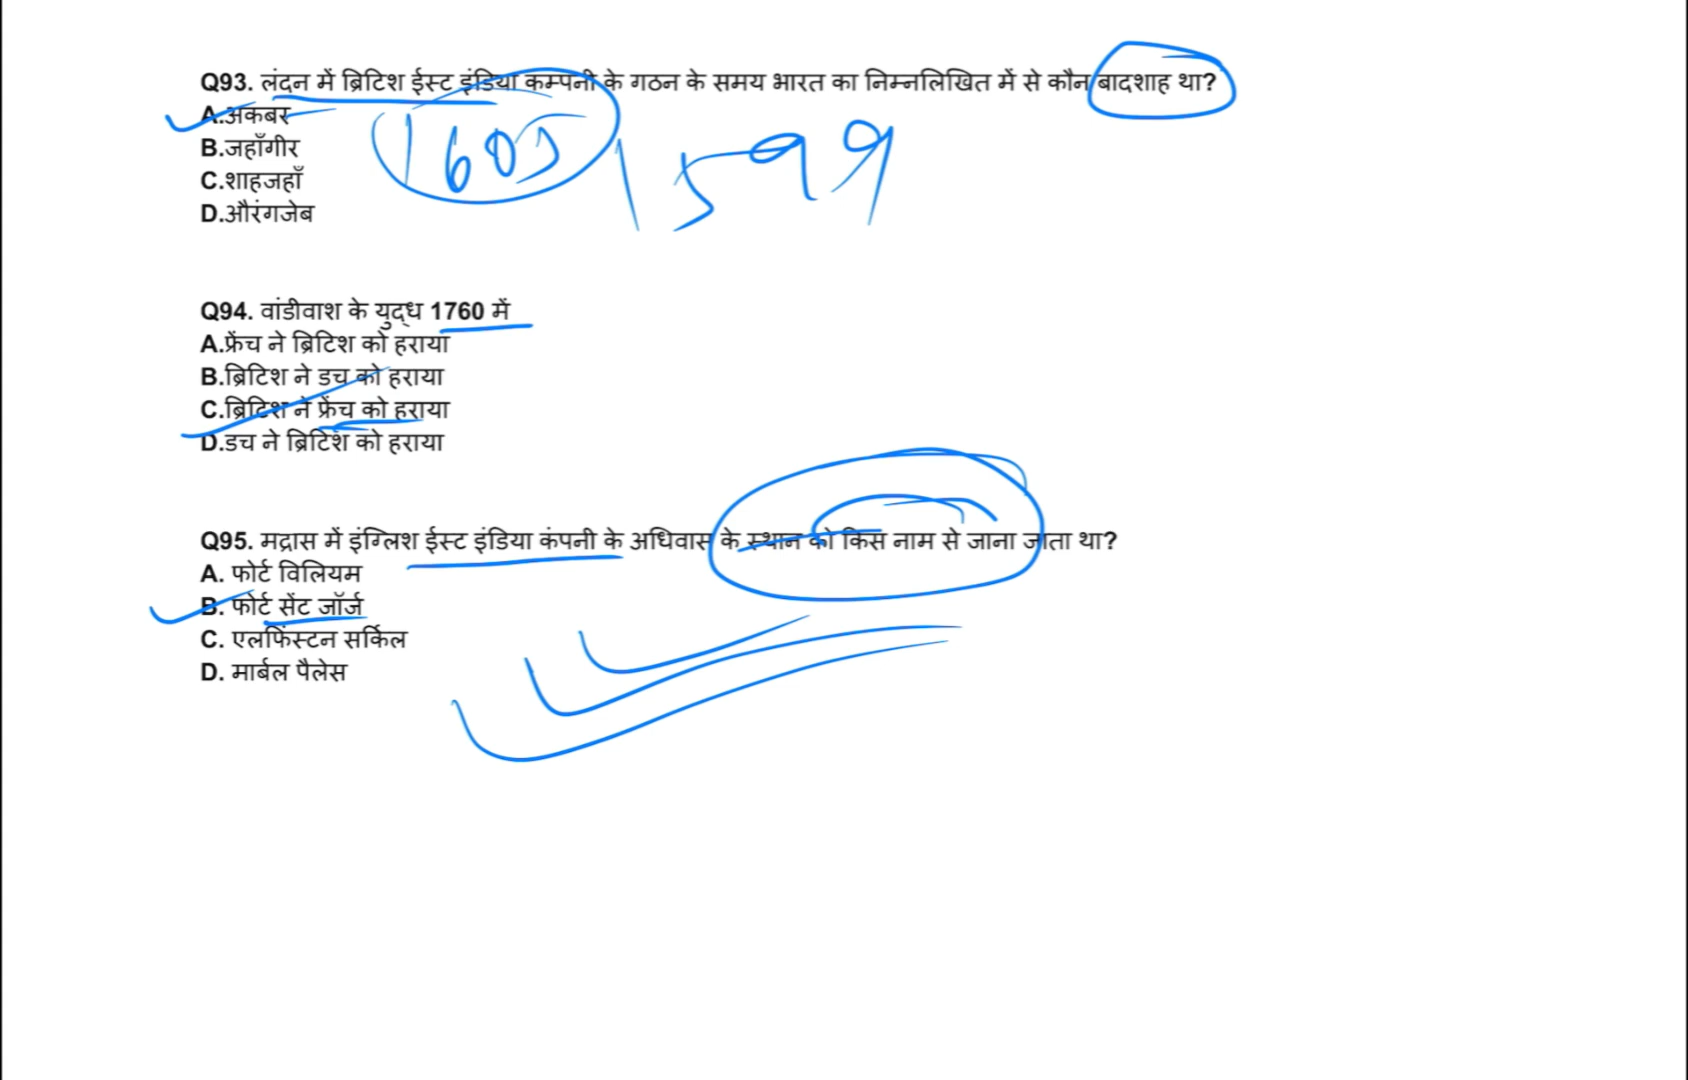 Q93. लंदन में ब्रिटिश ईस्ट इंडिया कम्पनी के गठन के समय भारत का निम्नलिखित में से कौन बादशाह था?
A.अकबर
B.जहाँगीर
C.शाहजहाँ
D.औरंगजेब
1605 1599
Q94. वांडीवाश के युद्ध 1760 में
A.फ्रेंच ने ब्रिटिश को हराया
B.ब्रिटिश ने डच को हराया
C.ब्रिटिश ने फ्रेंच को हराया
D.डच ने ब्रिटिश को हराया
Q95. मद्रास में इंग्लिश ईस्ट इंडिया कंपनी के अधिवास के स्थान को किस नाम से जाना जाता था?
A. फोर्ट विलियम
B. फोर्ट सेंट जॉर्ज
C. एलफिंस्टन सर्किल
D. मार्बल पैलेस